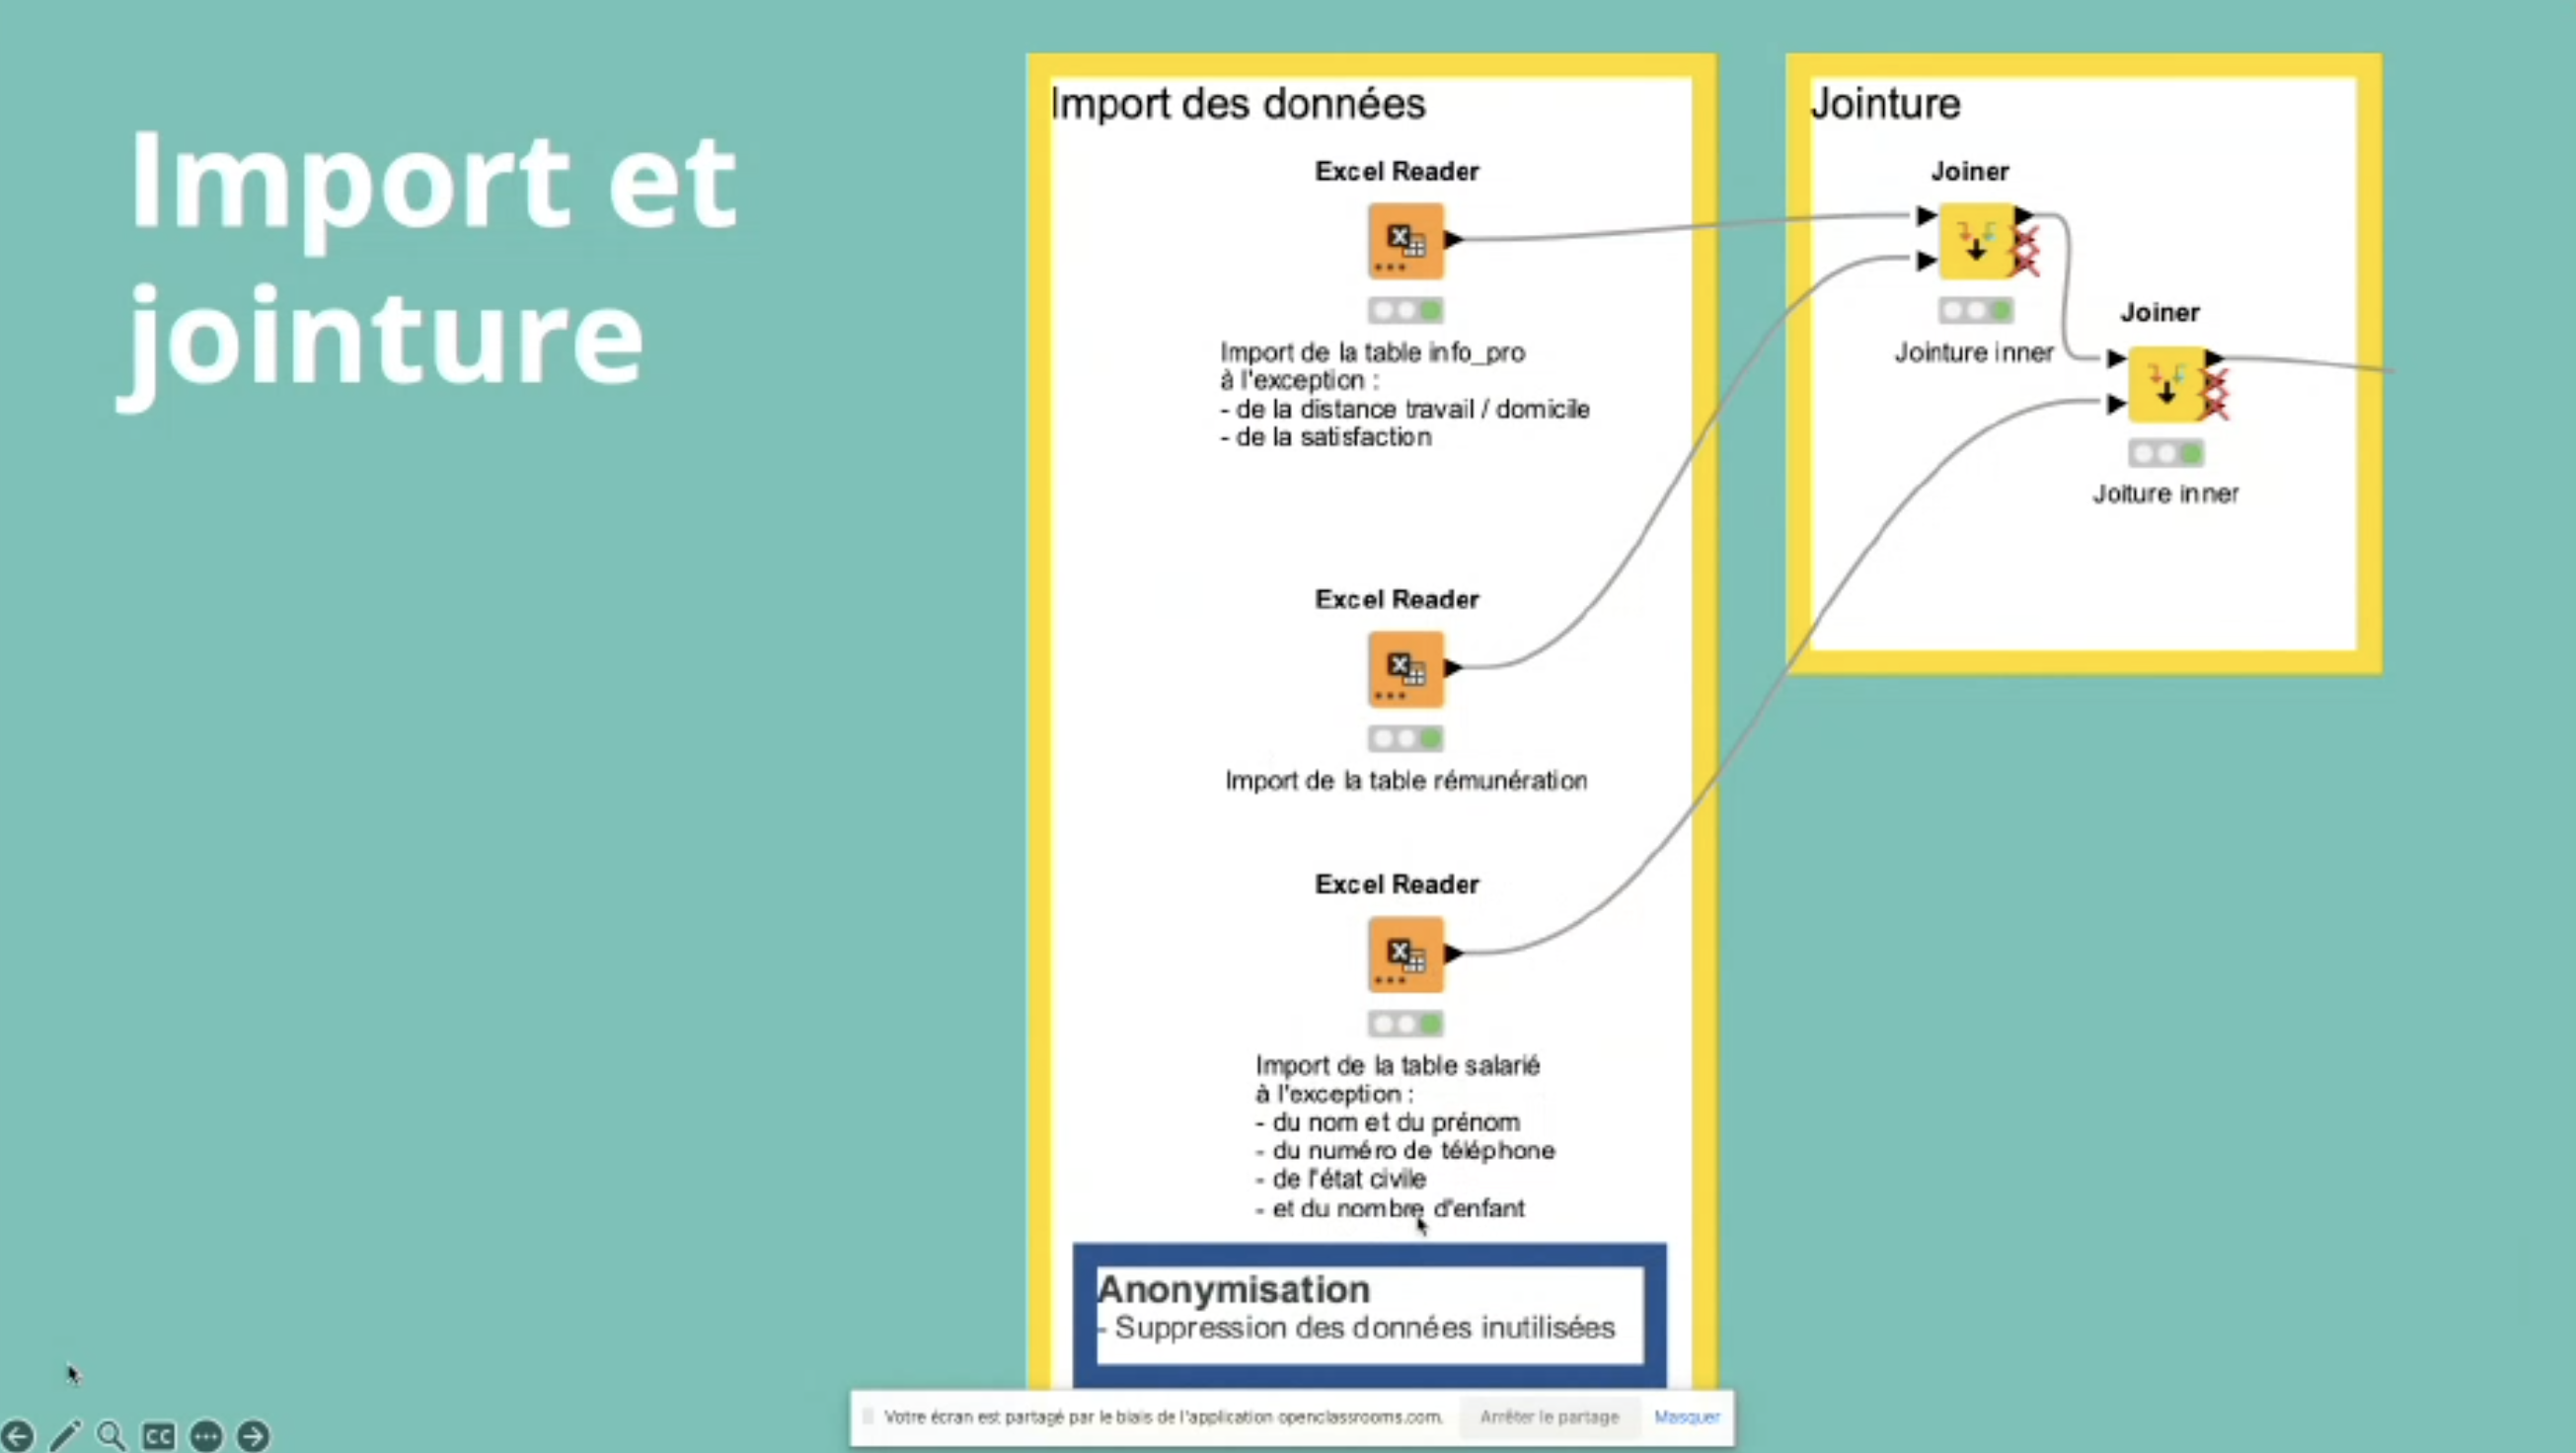 Import et
jointure
Import des données
Excel Reader
Import de la table info_pro
à l'exception :
- de la distance travail / domicile
- de la satisfaction
Excel Reader
Import de la table rémunération
Excel Reader
Import de la table salarié
à l'exception :
- du nom et du prénom
- du numéro de téléphone
- de l'état civile
- et du nombre d'enfant
Anonymisation
- Suppression des données inutilisées
Jointure
Joiner
Jointure inner
Joiner
Joiture inner
Votre écran est partagé par le biais de l'application openclassrooms.com.
Arrêter le partage
Masquer
CC